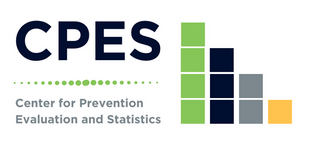 CPES
Center for Prevention
Evaluation and Statistics